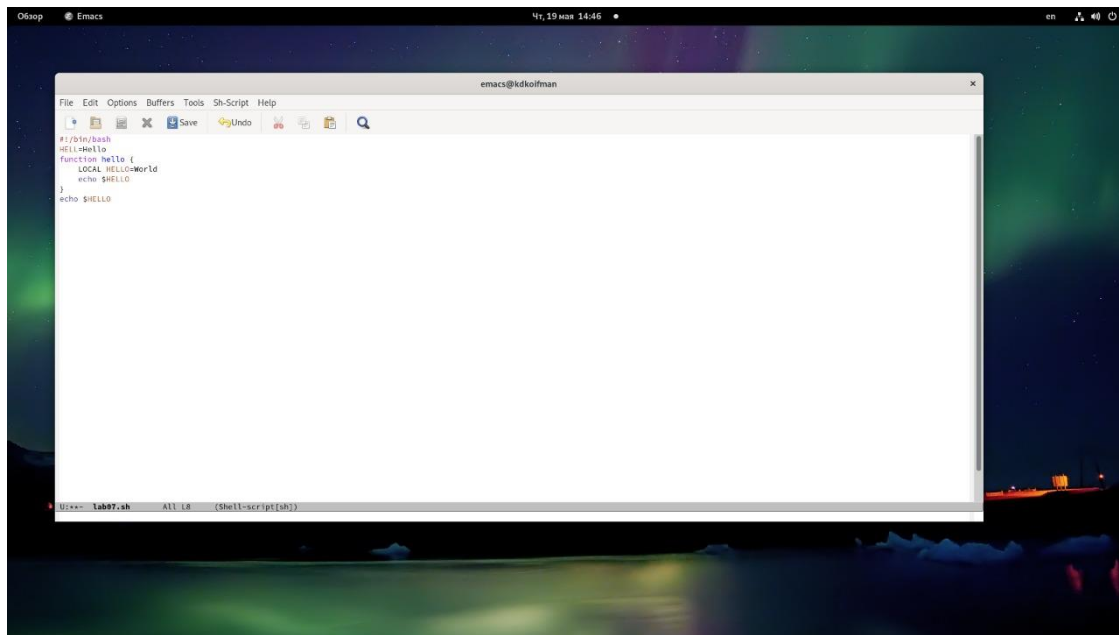 Обзор Emacs Чт, 19 мая 14:46 en
emacs@kdkoifman
File Edit Options Buffers Tools Sh-Script Help
Save Undo
#!/bin/bash
HELL=Hello
function hello {
LOCAL HELLO=World
echo $HELLO
}
echo $HELLO
U:**- lab07.sh All L8 (Shell-script[sh])